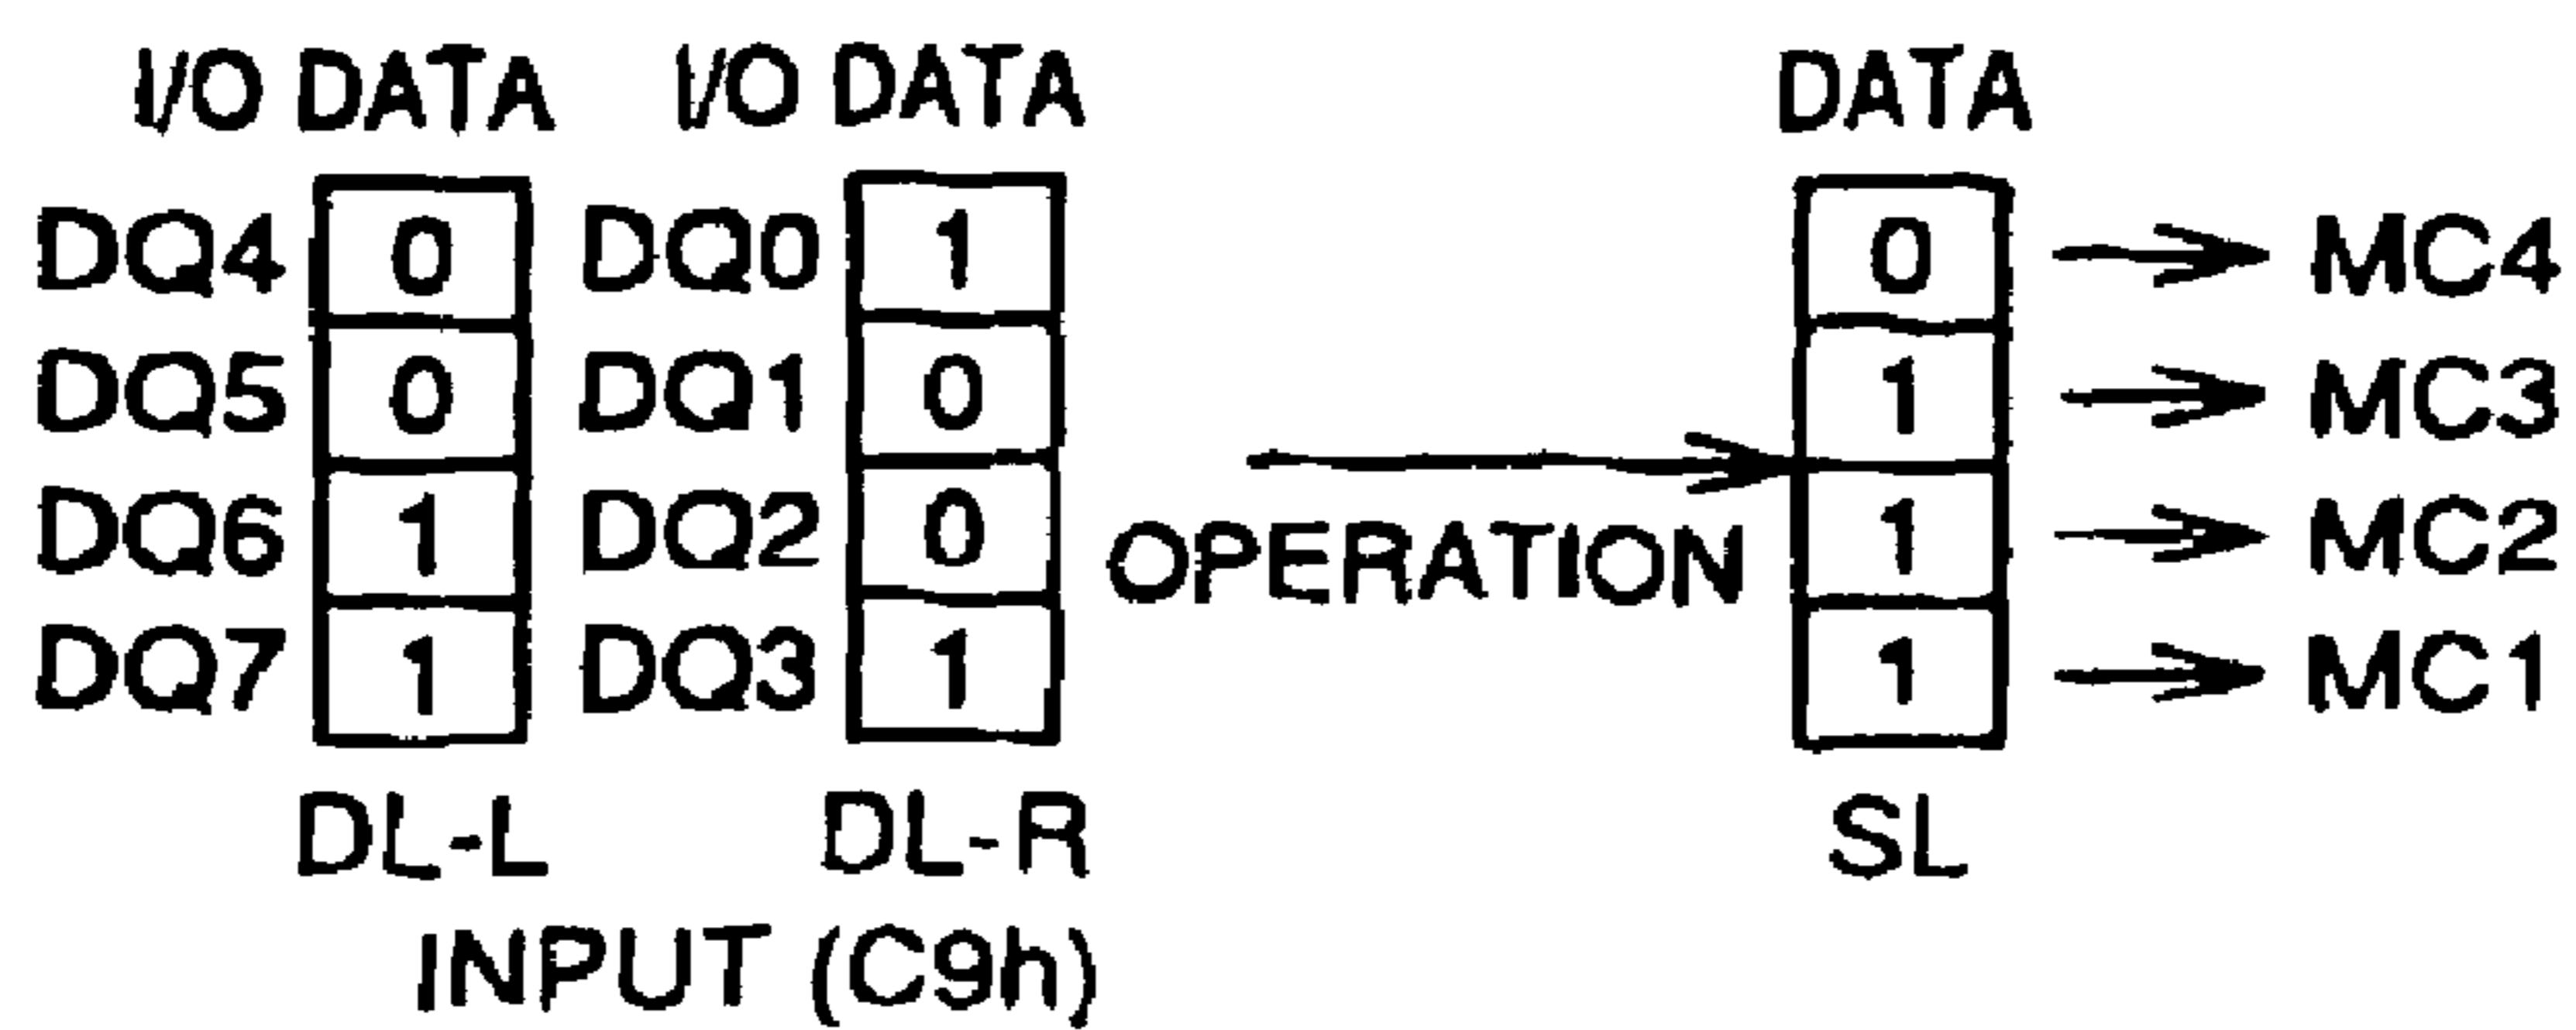 I/O DATA I/O DATA DATA
DQ4 0 DQ0 1 0 MC4
DQ5 0 DQ1 0 1 MC3
DQ6 1 DQ2 0 1 MC2
OPERATION
DQ7 1 DQ3 1 1 MC1
DL-L DL-R SL
INPUT (C9h)